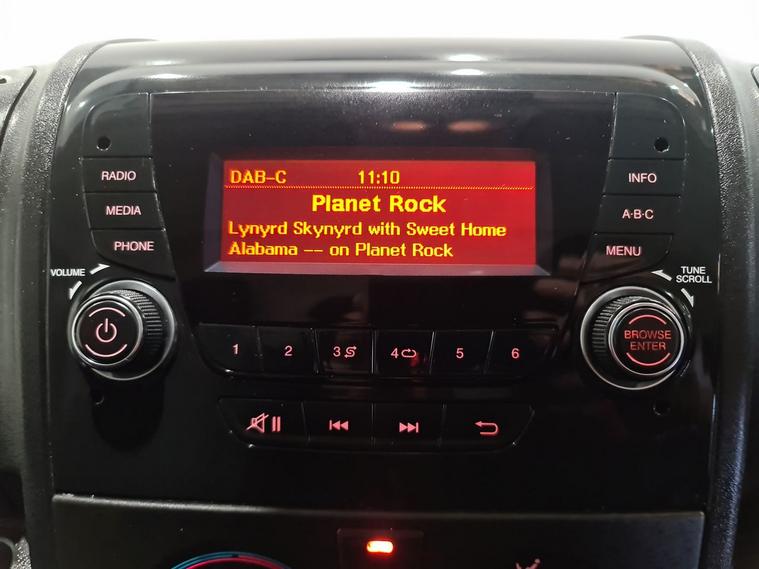 DAB-C 11:10
Planet Rock
Lynyrd Skynyrd with Sweet Home
Alabama -- on Planet Rock
RADIO
MEDIA
PHONE
INFO
A·B·C
MENU
VOLUME
TUNE
SCROLL
BROWSE
ENTER
1 2 3 4 5 6